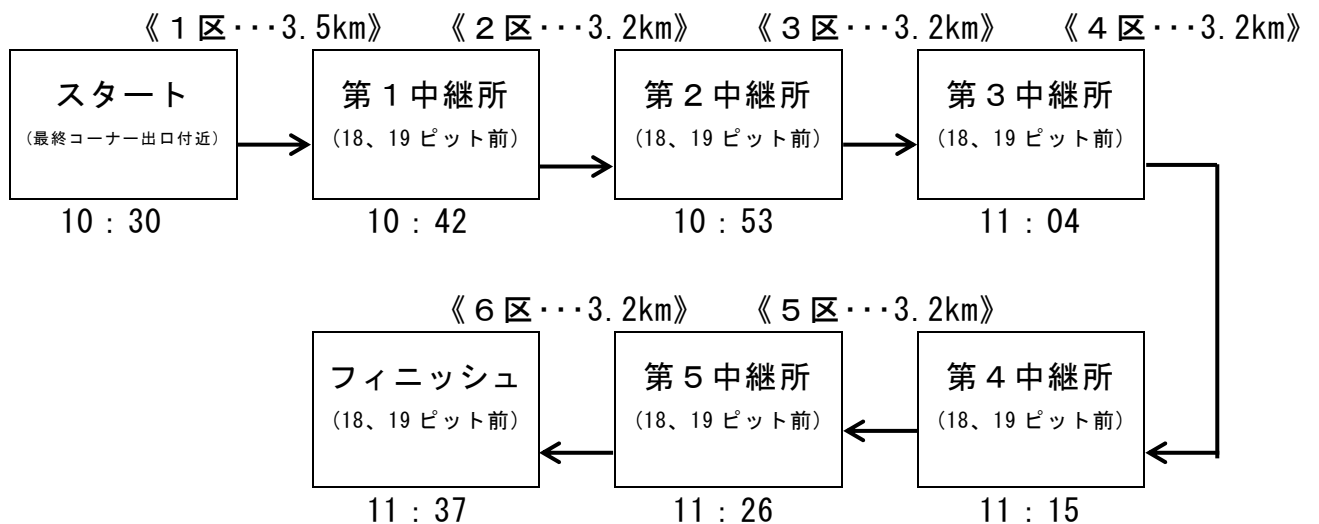 《１区･･･3.5km》 《２区･･･3.2km》 《３区･･･3.2km》 《４区･･･3.2km》
スタート 第１中継所 第２中継所 第３中継所
（最終コーナー出口付近） （18、19 ピット前） （18、19 ピット前） （18、19 ピット前）
10：30 10：42 10：53 11：04
《６区･･･3.2km》 《５区･･･3.2km》
フィニッシュ 第５中継所 第４中継所
（18、19 ピット前） （18、19 ピット前） （18、19 ピット前）
11：37 11：26 11：15